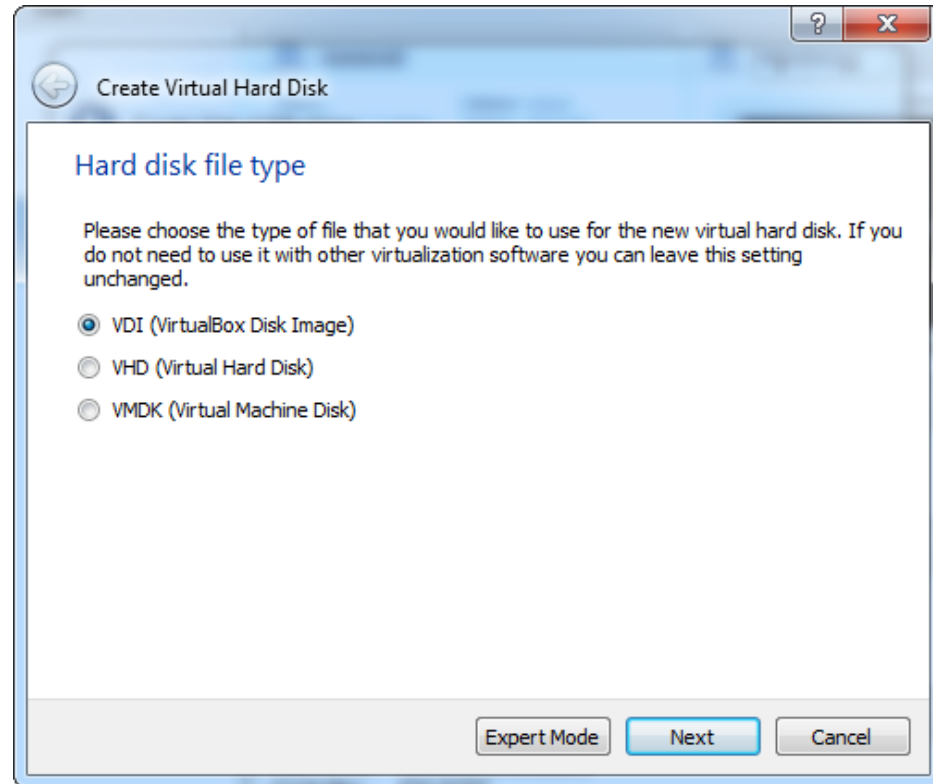 Create Virtual Hard Disk
Hard disk file type
Please choose the type of file that you would like to use for the new virtual hard disk. If you
do not need to use it with other virtualization software you can leave this setting
unchanged.
VDI (VirtualBox Disk Image)
VHD (Virtual Hard Disk)
VMDK (Virtual Machine Disk)
Expert Mode Next Cancel